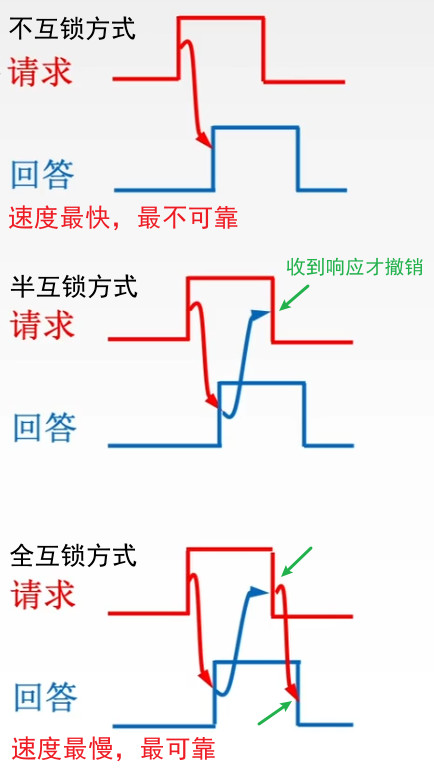 不互锁方式
请求
回答
速度最快，最不可靠
收到响应才撤销
半互锁方式
请求
回答
全互锁方式
请求
回答
速度最慢，最可靠